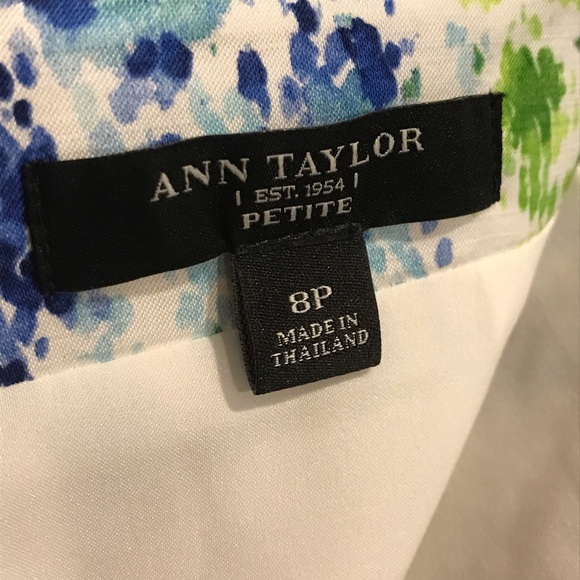 ANN TAYLOR
EST. 1954
PETITE
8P
MADE IN
THAILAND